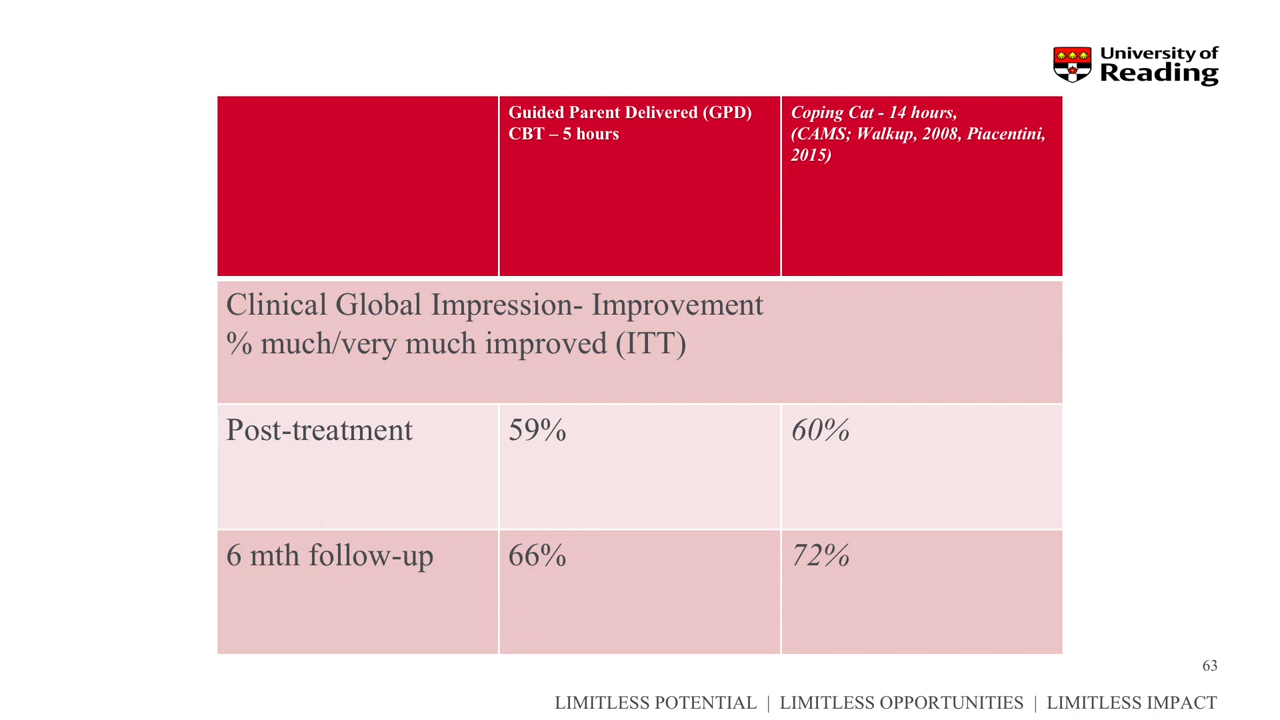 University of
Reading
Guided Parent Delivered (GPD)
CBT – 5 hours
Coping Cat - 14 hours,
(CAMS; Walkup, 2008, Piacentini,
2015)
Clinical Global Impression- Improvement
% much/very much improved (ITT)
Post-treatment 59% 60%
6 mth follow-up 66% 72%
63
LIMITLESS POTENTIAL | LIMITLESS OPPORTUNITIES | LIMITLESS IMPACT